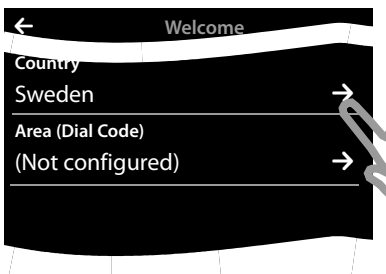 Welcome
Country
Sweden
Area (Dial Code)
(Not configured)